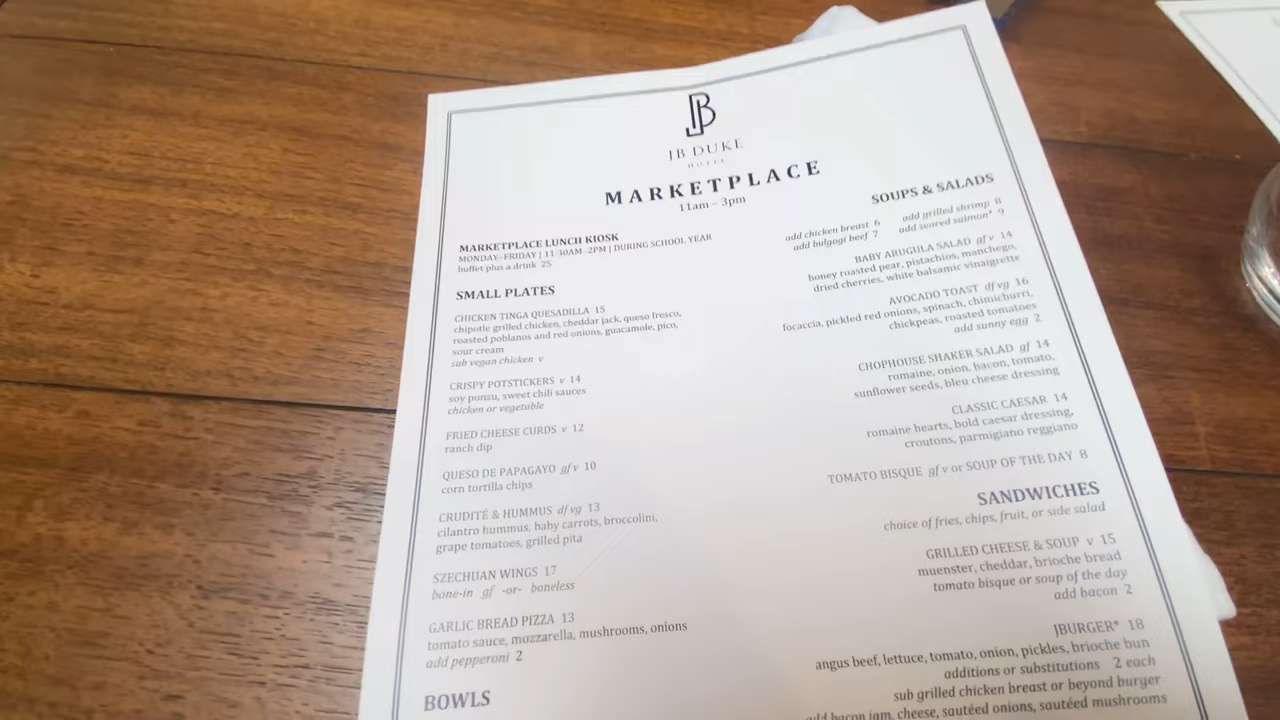 JB
JB DUKE
HOTEL
MARKETPLACE
11am – 3pm
MARKETPLACE LUNCH KIOSK
MONDAY–FRIDAY | 11:30AM–2PM | DURING SCHOOL YEAR
buffet plus a drink 25
SMALL PLATES
CHICKEN TINGA QUESADILLA 15
chipotle grilled chicken, cheddar jack, queso fresco,
roasted poblanos and red onions, guacamole, pico,
sour cream
sub vegan chicken v
CRISPY POTSTICKERS v 14
soy ponzu, sweet chili sauces
chicken or vegetable
FRIED CHEESE CURDS v 12
ranch dip
QUESO DE PAPAGAYO gf v 10
corn tortilla chips
CRUDITÉ & HUMMUS df vg 13
cilantro hummus, baby carrots, broccolini,
grape tomatoes, grilled pita
SZECHUAN WINGS 17
bone-in gf -or- boneless
GARLIC BREAD PIZZA 13
tomato sauce, mozzarella, mushrooms, onions
add pepperoni 2
BOWLS
SOUPS & SALADS
add chicken breast 6 add grilled shrimp 8
add bulgogi beef 7 add seared salmon* 9
BABY ARUGULA SALAD gf v 14
honey roasted pear, pistachios, manchego,
dried cherries, white balsamic vinaigrette
AVOCADO TOAST df vg 16
focaccia, pickled red onions, spinach, chimichurri,
chickpeas, roasted tomatoes
add sunny egg 2
CHOPHOUSE SHAKER SALAD gf 14
romaine, onion, bacon, tomato,
sunflower seeds, bleu cheese dressing
CLASSIC CAESAR 14
romaine hearts, bold caesar dressing,
croutons, parmigiano reggiano
TOMATO BISQUE gf v or SOUP OF THE DAY 8
SANDWICHES
choice of fries, chips, fruit, or side salad
GRILLED CHEESE & SOUP v 15
muenster, cheddar, brioche bread
tomato bisque or soup of the day
add bacon 2
JBURGER* 18
angus beef, lettuce, tomato, onion, pickles, brioche bun
additions or substitutions 2 each
sub grilled chicken breast or beyond burger
add bacon jam, cheese, sautéed onions, sautéed mushrooms